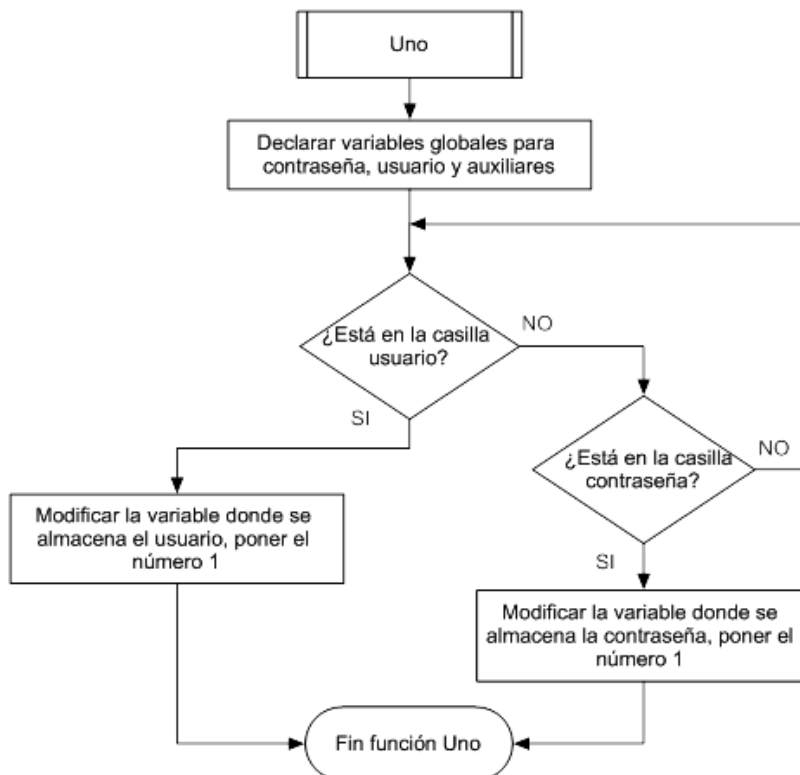 Uno
Declarar variables globales para
contraseña, usuario y auxiliares
¿Está en la casilla
usuario?
NO
SI
¿Está en la casilla
contraseña?
NO
Modificar la variable donde se
almacena el usuario, poner el
número 1
SI
Modificar la variable donde se
almacena la contraseña, poner el
número 1
Fin función Uno